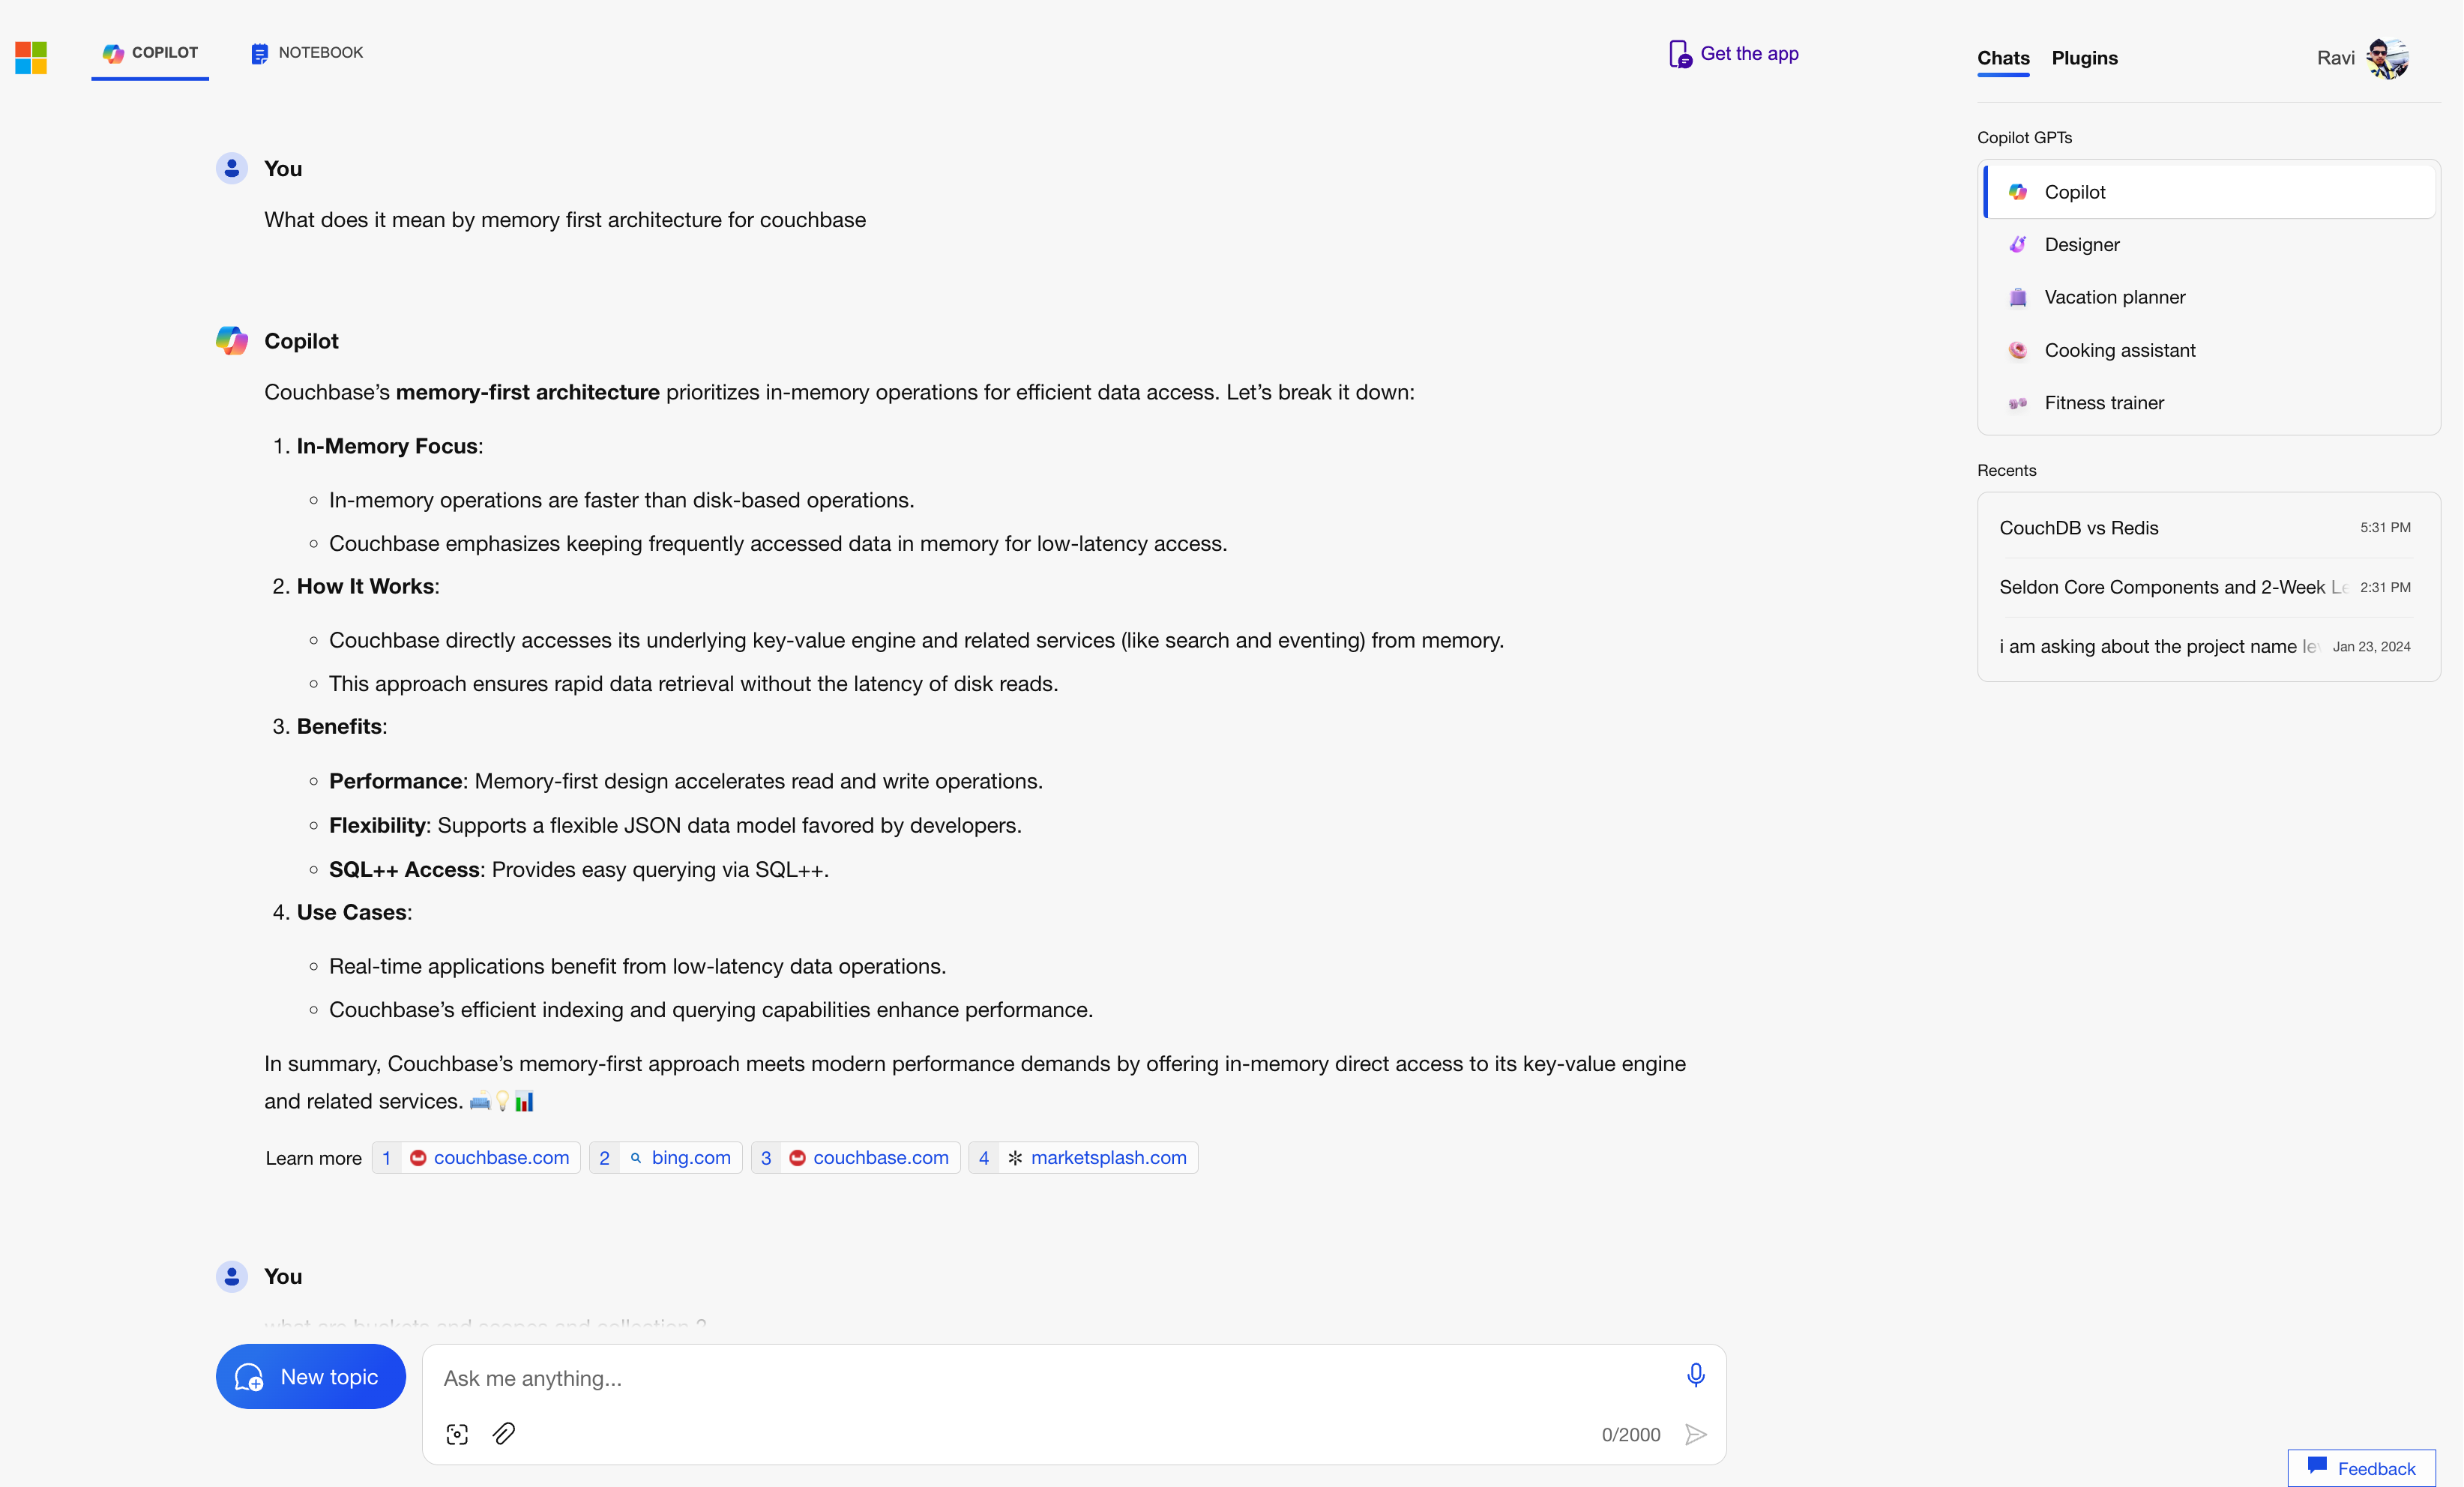 COPILOT
NOTEBOOK
Get the app
Chats
Plugins
Ravi
You
What does it mean by memory first architecture for couchbase
Copilot
Couchbase’s memory-first architecture prioritizes in-memory operations for efficient data access. Let’s break it down:
1. In-Memory Focus:
In-memory operations are faster than disk-based operations.
Couchbase emphasizes keeping frequently accessed data in memory for low-latency access.
2. How It Works:
Couchbase directly accesses its underlying key-value engine and related services (like search and eventing) from memory.
This approach ensures rapid data retrieval without the latency of disk reads.
3. Benefits:
Performance: Memory-first design accelerates read and write operations.
Flexibility: Supports a flexible JSON data model favored by developers.
SQL++ Access: Provides easy querying via SQL++.
4. Use Cases:
Real-time applications benefit from low-latency data operations.
Couchbase’s efficient indexing and querying capabilities enhance performance.
In summary, Couchbase’s memory-first approach meets modern performance demands by offering in-memory direct access to its key-value engine
and related services.
Learn more 1 couchbase.com 2 bing.com 3 couchbase.com 4 marketsplash.com
You
what are buckets and scopes and collection ?
New topic
Ask me anything...
0/2000
Copilot GPTs
Copilot
Designer
Vacation planner
Cooking assistant
Fitness trainer
Recents
CouchDB vs Redis 5:31 PM
Seldon Core Components and 2-Week Le 2:31 PM
i am asking about the project name le Jan 23, 2024
Feedback